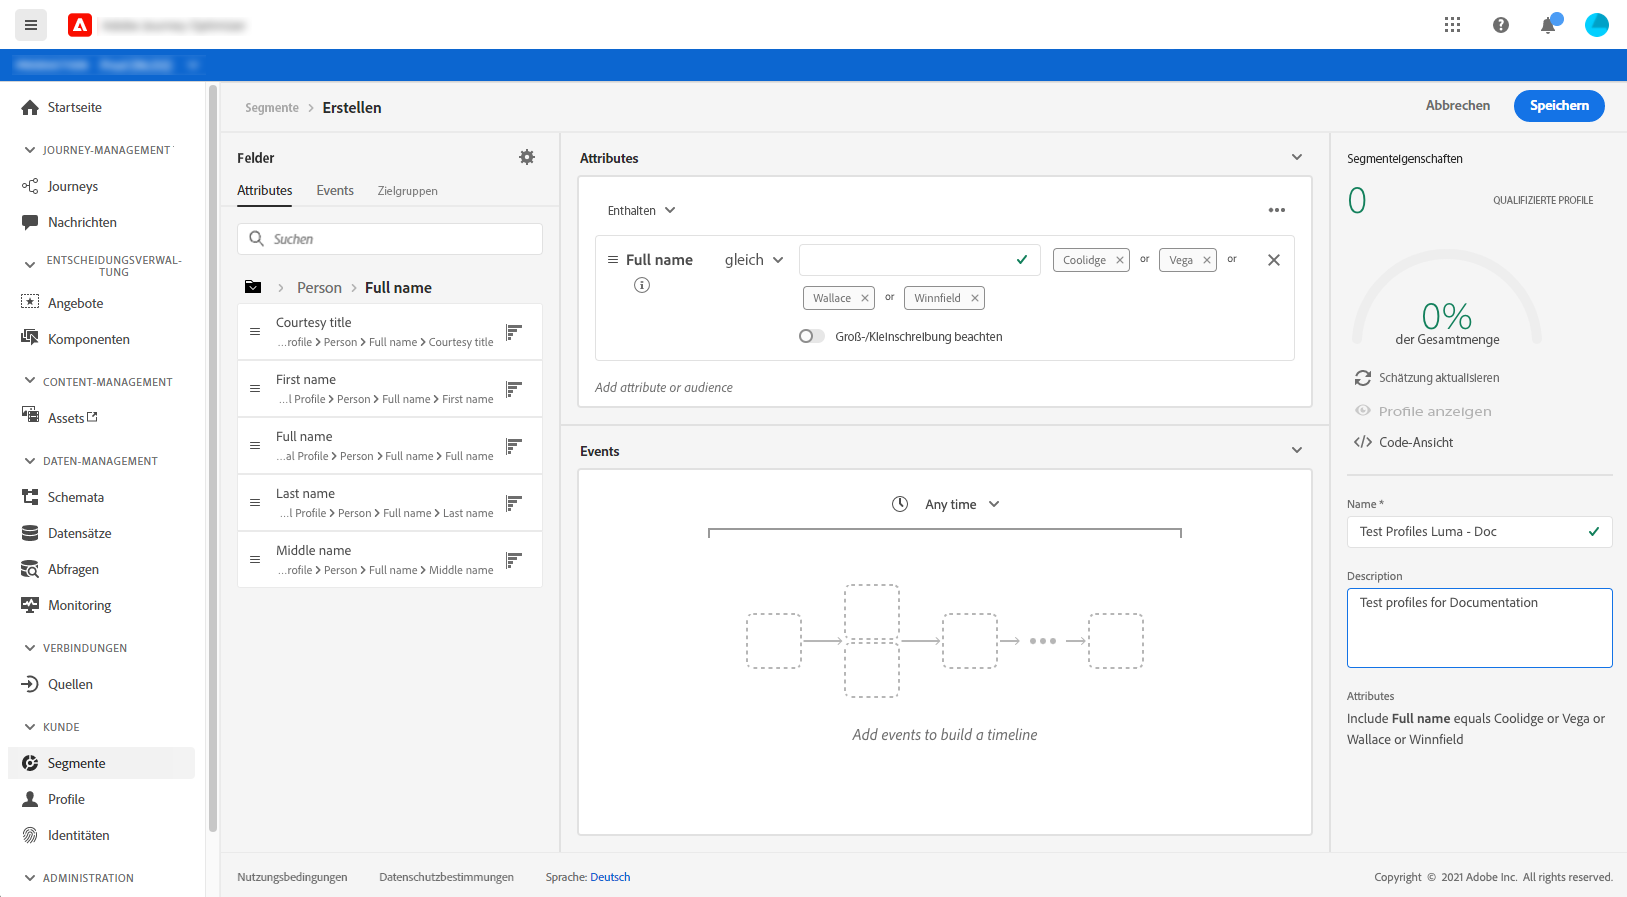 Startseite
JOURNEY-MANAGEMENT
Journeys
Nachrichten
ENTSCHEIDUNGSVERWAL-
TUNG
Angebote
Komponenten
CONTENT-MANAGEMENT
Assets
DATEN-MANAGEMENT
Schemata
Datensätze
Abfragen
Monitoring
VERBINDUNGEN
Quellen
KUNDE
Segmente
Profile
Identitäten
ADMINISTRATION
Segmente > Erstellen
Abbrechen
Speichern
Felder
Attributes Events Zielgruppen
Suchen
> Person > Full name
Courtesy title
...rofile > Person > Full name > Courtesy title
First name
...l Profile > Person > Full name > First name
Full name
...al Profile > Person > Full name > Full name
Last name
...l Profile > Person > Full name > Last name
Middle name
...rofile > Person > Full name > Middle name
Attributes
Enthalten
Full name gleich Coolidge × or Vega × or
Wallace × or Winnfield ×
Groß-/Kleinschreibung beachten
Add attribute or audience
Events
Any time
Add events to build a timeline
Segmenteigenschaften
0 QUALIFIZIERTE PROFILE
0%
der Gesamtmenge
Schätzung aktualisieren
Profile anzeigen
</> Code-Ansicht
Name *
Test Profiles Luma - Doc
Description
Test profiles for Documentation
Attributes
Include Full name equals Coolidge or Vega or
Wallace or Winnfield
Nutzungsbedingungen Datenschutzbestimmungen Sprache: Deutsch
Copyright © 2021 Adobe Inc. All rights reserved.